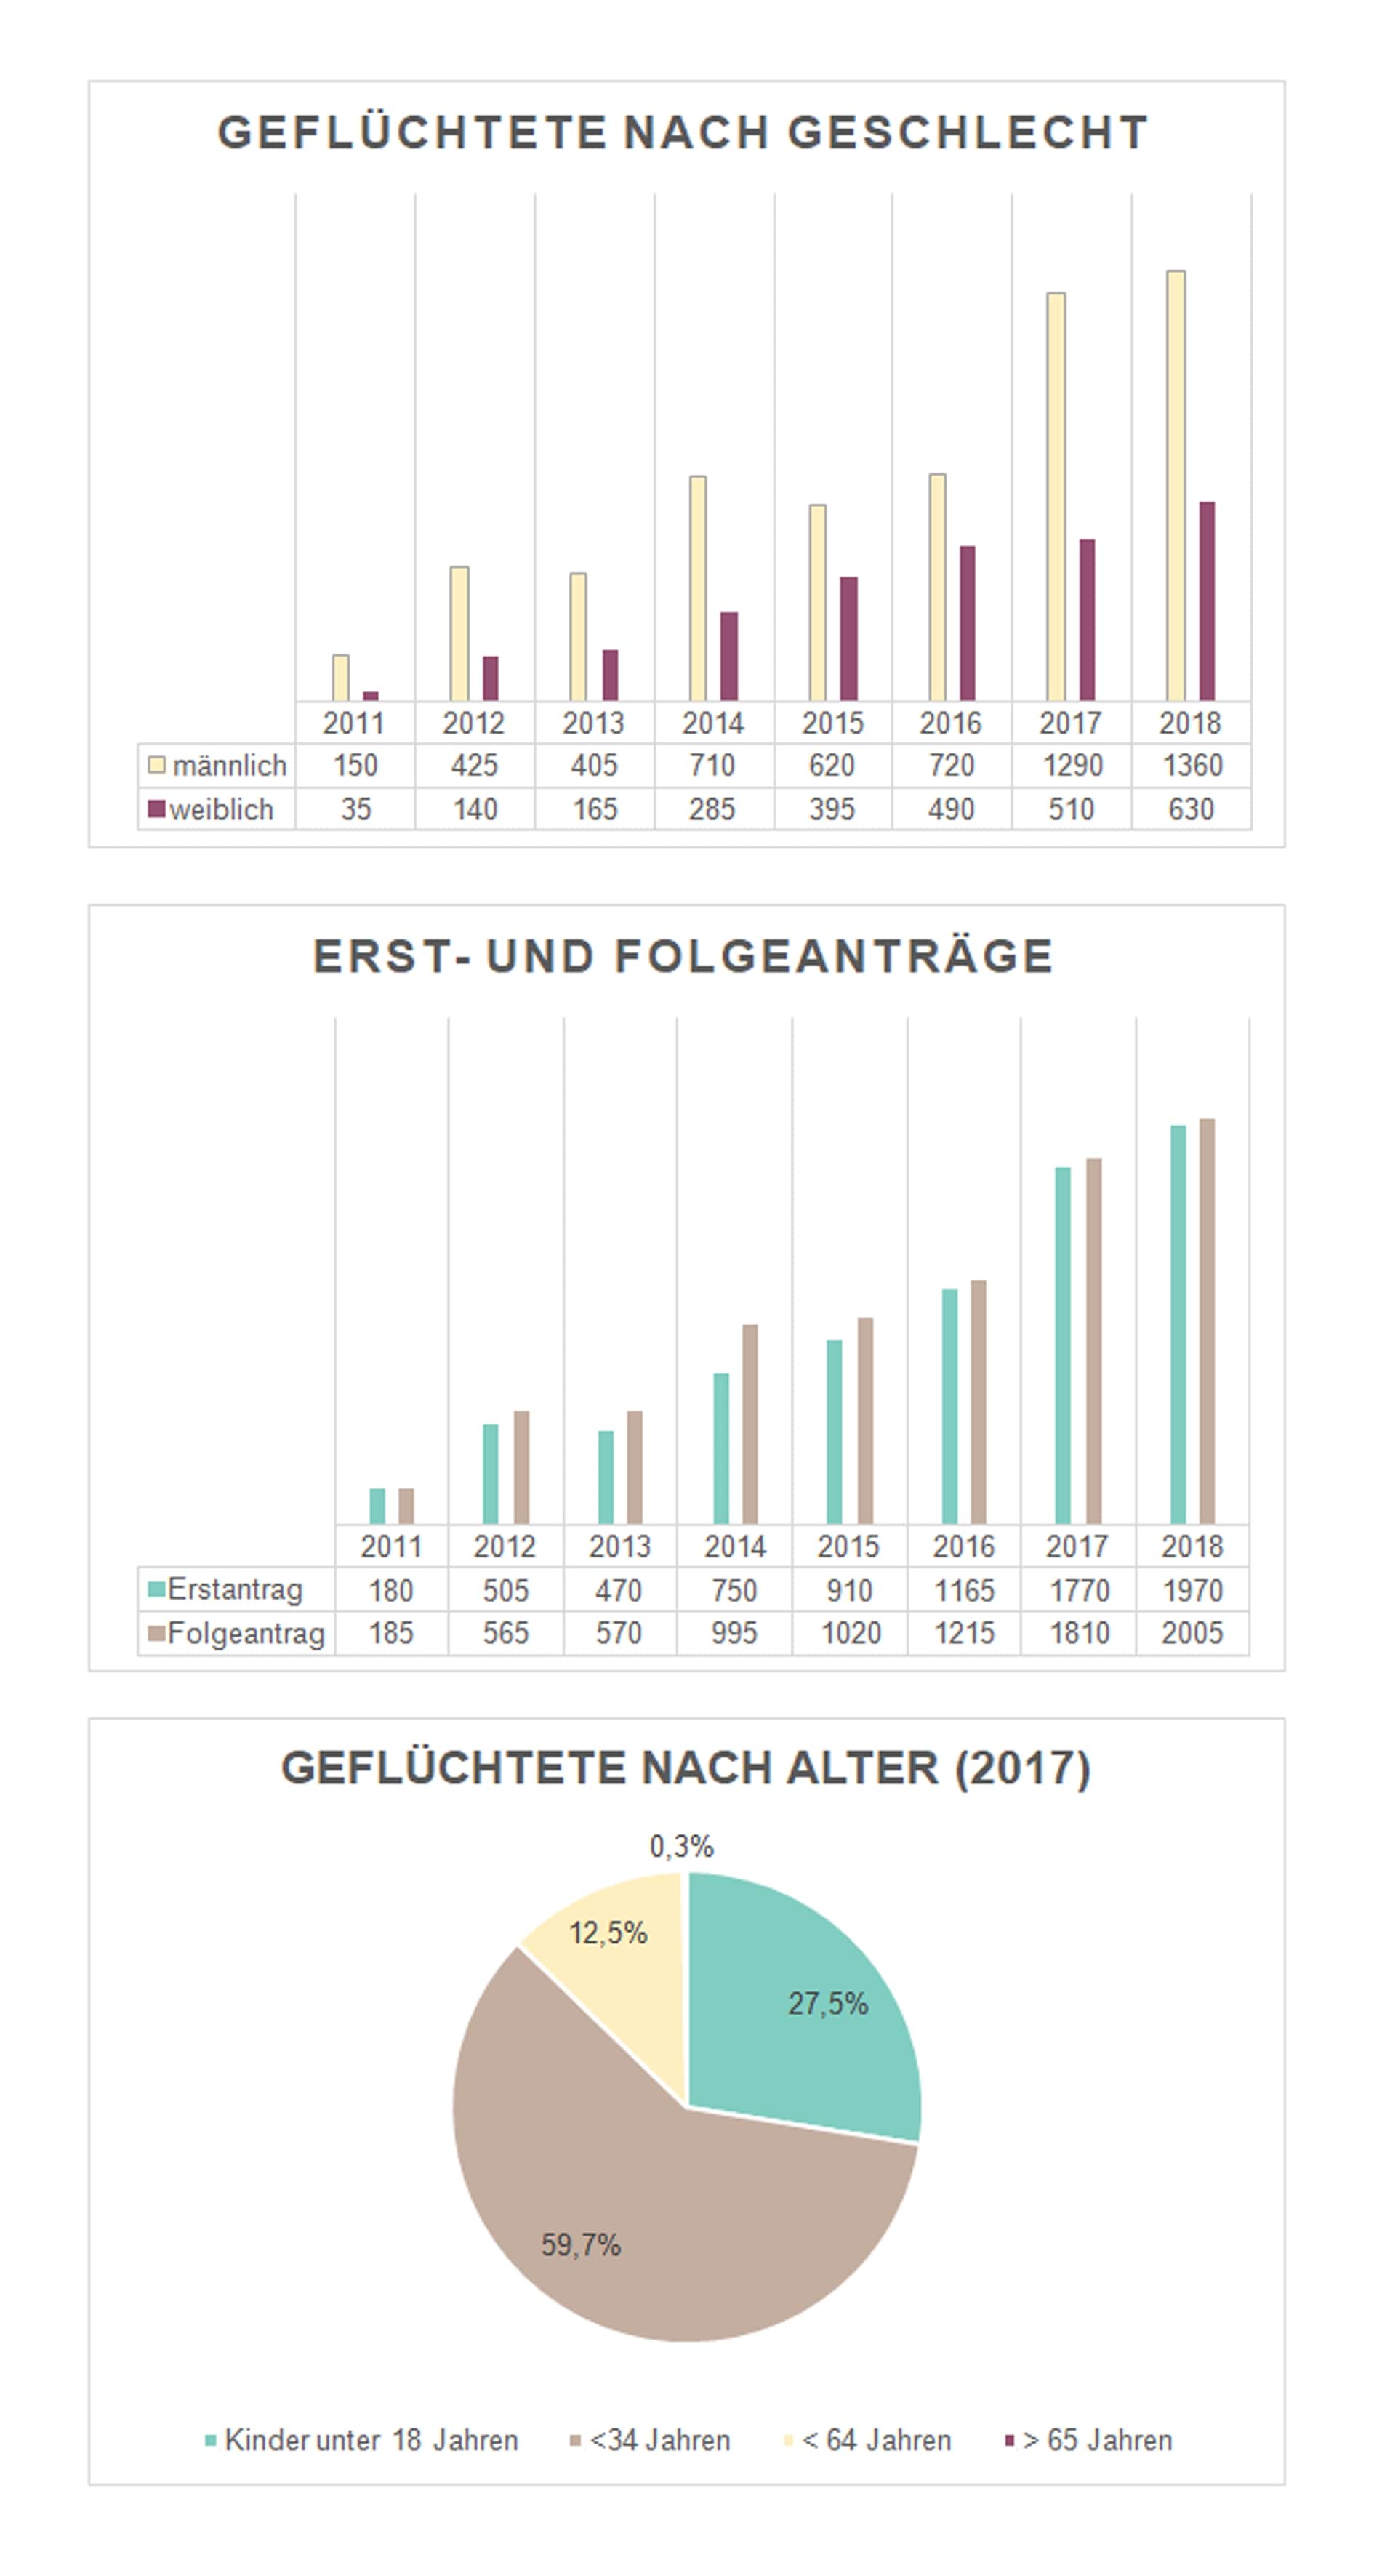 GEFLÜCHTETE NACH GESCHLECHT
2011 2012 2013 2014 2015 2016 2017 2018
männlich 150 425 405 710 620 720 1290 1360
weiblich 35 140 165 285 395 490 510 630
ERST- UND FOLGEANTRÄGE
2011 2012 2013 2014 2015 2016 2017 2018
Erstantrag 180 505 470 750 910 1165 1770 1970
Folgeantrag 185 565 570 995 1020 1215 1810 2005
GEFLÜCHTETE NACH ALTER (2017)
0,3%
12,5%
27,5%
59,7%
Kinder unter 18 Jahren <34 Jahren < 64 Jahren > 65 Jahren